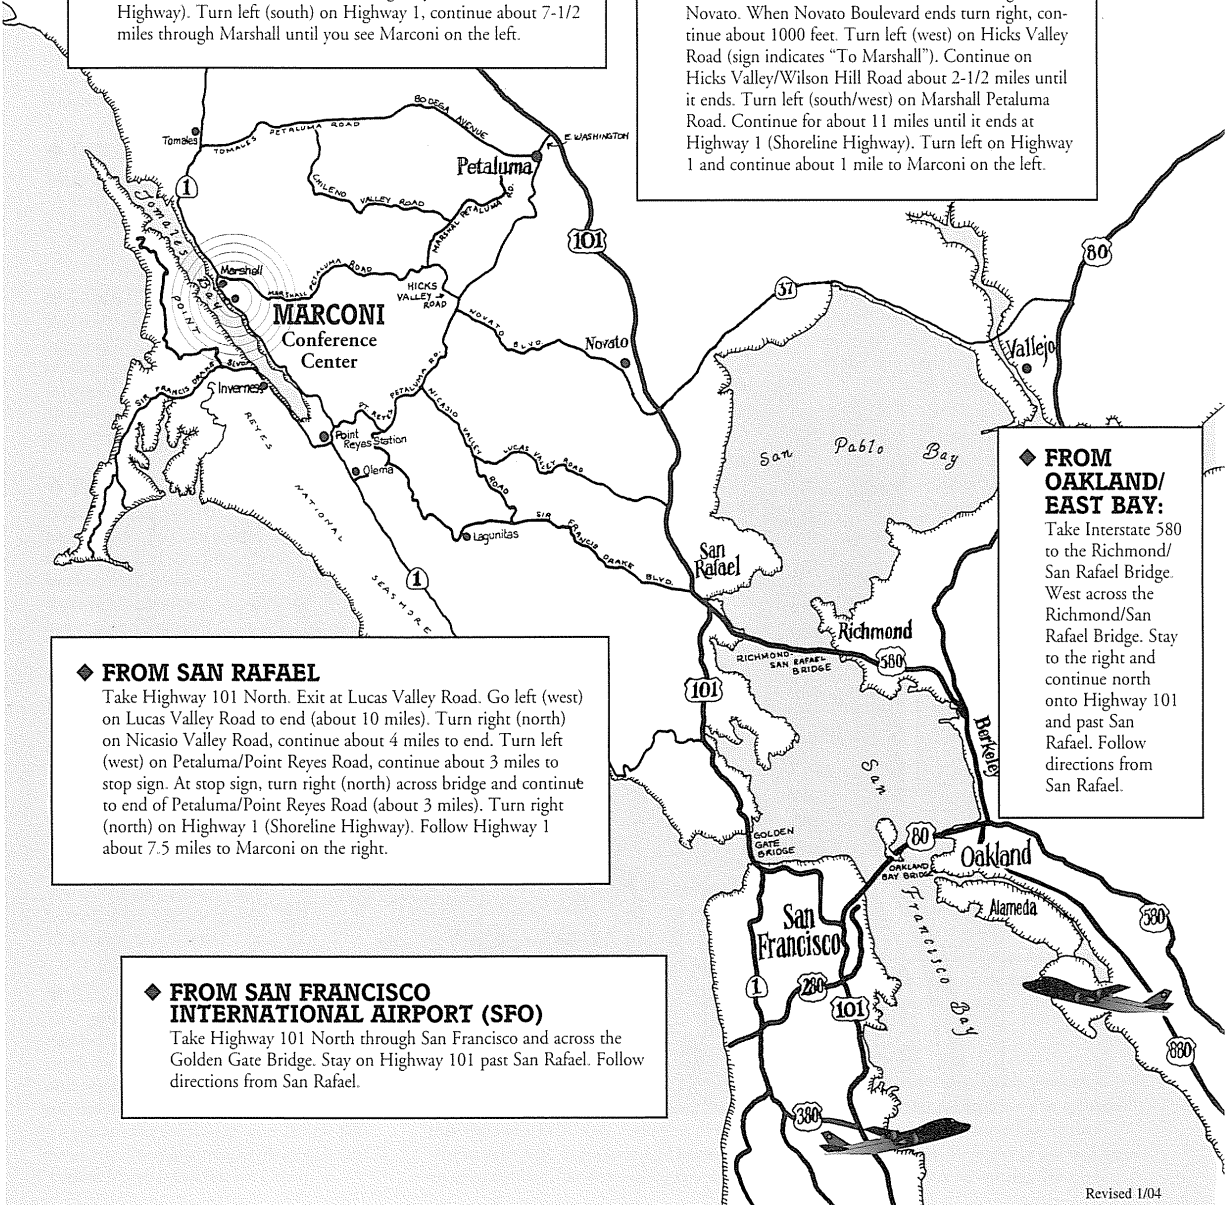 Highway). Turn left (south) on Highway 1, continue about 7-1/2
miles through Marshall until you see Marconi on the left.
Novato. When Novato Boulevard ends turn right, con-
tinue about 1000 feet. Turn left (west) on Hicks Valley
Road (sign indicates “To Marshall”). Continue on
Hicks Valley/Wilson Hill Road about 2-1/2 miles until
it ends. Turn left (south/west) on Marshall Petaluma
Road. Continue for about 11 miles until it ends at
Highway 1 (Shoreline Highway). Turn left on Highway
1 and continue about 1 mile to Marconi on the left.
Tomales
TOMALES PETALUMA ROAD
BODEGA AVENUE
E. WASHINGTON
Petaluma
1
CHILENO VALLEY ROAD
MARSHAL PETALUMA RD.
Tomales Bay
101
80
Marshall
MARSHALL PETALUMA ROAD
HICKS
VALLEY
ROAD
37
POINT
MARCONI
Conference
Center
NOVATO BLVD.
Novato
Vallejo
SIR FRANCIS DRAKE BLVD.
Inverness
PT. REYES PETALUMA RD.
NICASIO VALLEY ROAD
REYES
Point
Reyes Station
Olema
LUCAS VALLEY ROAD
San Pablo Bay
NATIONAL
Lagunitas
SIR FRANCIS DRAKE BLVD.
San
Rafael
1
SEASHORE
Richmond
RICHMOND-
SAN RAFAEL
BRIDGE
580
101
Berkeley
FROM
OAKLAND/
EAST BAY:
Take Interstate 580
to the Richmond/
San Rafael Bridge.
West across the
Richmond/San
Rafael Bridge. Stay
to the right and
continue north
onto Highway 101
and past San
Rafael. Follow
directions from
San Rafael.
FROM SAN RAFAEL
Take Highway 101 North. Exit at Lucas Valley Road. Go left (west)
on Lucas Valley Road to end (about 10 miles). Turn right (north)
on Nicasio Valley Road, continue about 4 miles to end. Turn left
(west) on Petaluma/Point Reyes Road, continue about 3 miles to
stop sign. At stop sign, turn right (north) across bridge and continue
to end of Petaluma/Point Reyes Road (about 3 miles). Turn right
(north) on Highway 1 (Shoreline Highway). Follow Highway 1
about 7.5 miles to Marconi on the right.
San Francisco Bay
GOLDEN
GATE
BRIDGE
80
OAKLAND
BAY BRIDGE
Oakland
Alameda
580
San
Francisco
1
280
101
880
380
FROM SAN FRANCISCO
INTERNATIONAL AIRPORT (SFO)
Take Highway 101 North through San Francisco and across the
Golden Gate Bridge. Stay on Highway 101 past San Rafael. Follow
directions from San Rafael.
Revised 1/04